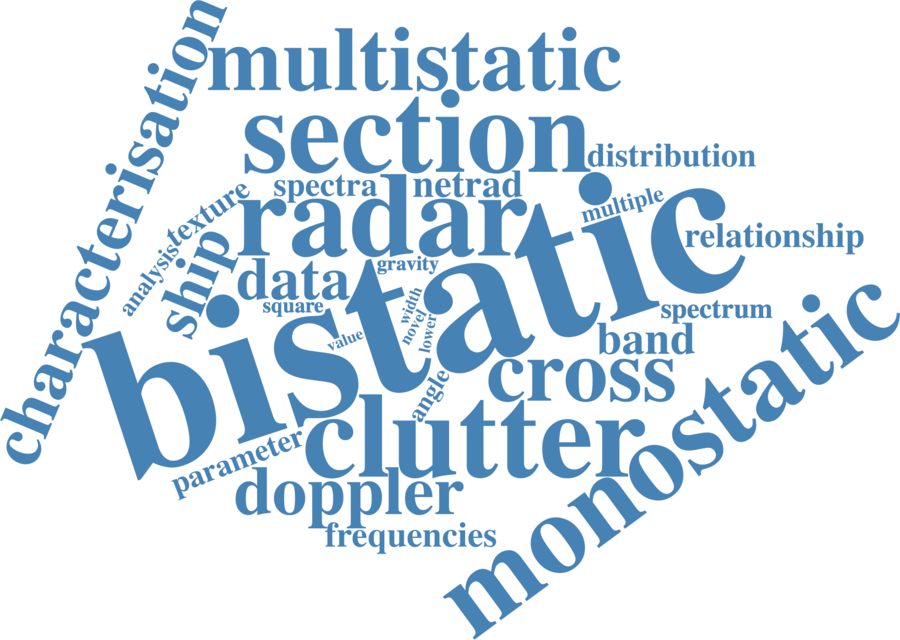 characterisation
multistatic
section
distribution
spectra
netrad
multiple
texture
radar
relationship
analysis
ship
data
gravity
square
width
novel
lower
value
bistatic
spectrum
band
cross
angle
clutter
monostatic
parameter
doppler
frequencies